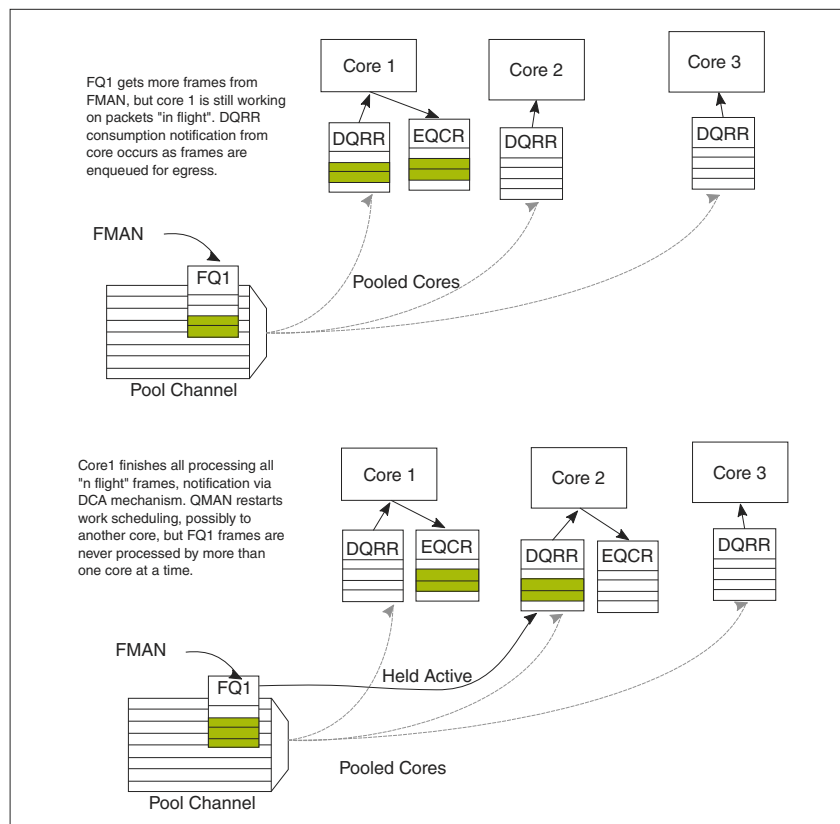 FQ1 gets more frames from
FMAN, but core 1 is still working
on packets "in flight". DQRR
consumption notification from
core occurs as frames are
enqueued for egress.
Core 1
Core 2
Core 3
DQRR
EQCR
DQRR
DQRR
FMAN
FQ1
Pooled Cores
Pool Channel
Core1 finishes all processing all
"n flight" frames, notification via
DCA mechanism. QMAN restarts
work scheduling, possibly to
another core, but FQ1 frames are
never processed by more than
one core at a time.
Core 1
Core 2
Core 3
DQRR
EQCR
DQRR
EQCR
DQRR
FMAN
FQ1
Held Active
Pooled Cores
Pool Channel